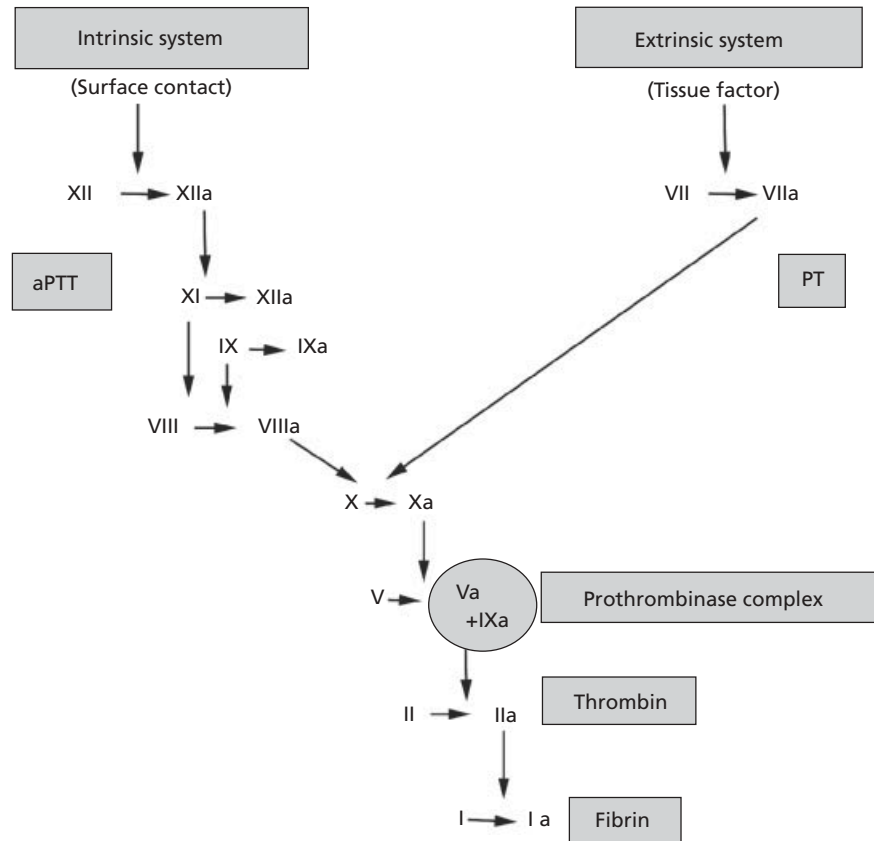 Intrinsic system
Extrinsic system
(Surface contact)
(Tissue factor)
XII XIIa
VII VIIa
aPTT
PT
XI XIIa
IX IXa
VIII VIIIa
X Xa
V
Va
+IXa
Prothrombinase complex
II IIa
Thrombin
I I a
Fibrin